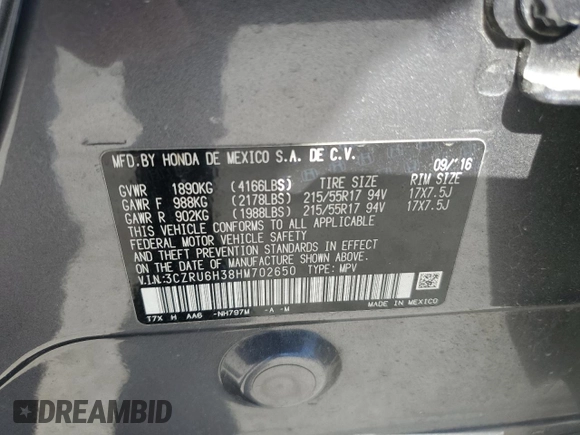 MFD.BY HONDA DE MEXICO S.A. DE C.V. 09/'16
GVWR 1890KG (4166LBS) TIRE SIZE RIM SIZE
GAWR F 988KG (2178LBS) 215/55R17 94V 17X7.5J
GAWR R 902KG (1988LBS) 215/55R17 94V 17X7.5J
THIS VEHICLE CONFORMS TO ALL APPLICABLE
FEDERAL MOTOR VEHICLE SAFETY, BUMPER,
AND THEFT PREVENTION STANDARDS IN EFFECT
ON THE DATE OF MANUFACTURE SHOWN ABOVE.
V.I.N.:3CZRU6H38HM702650 TYPE: MPV
MADE IN MEXICO
T7X H AA6 -NH797M -A -M
DREAMBID